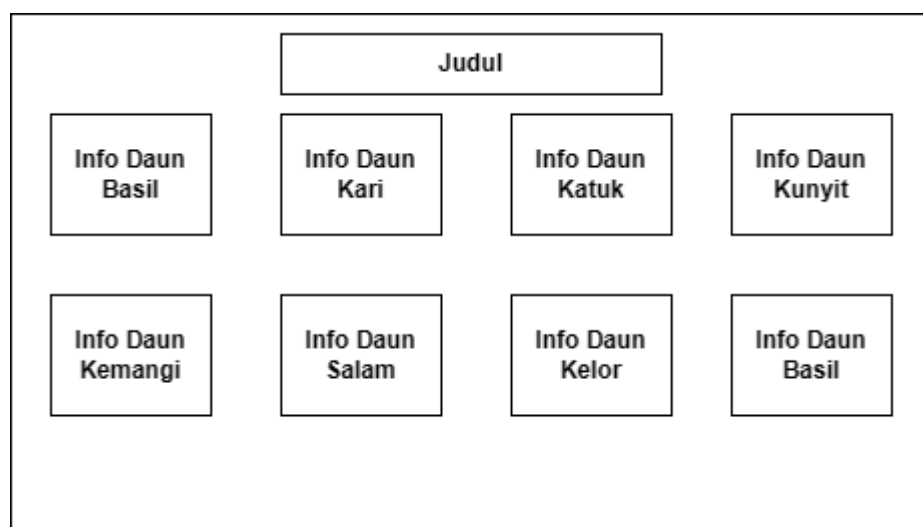 Judul
Info Daun
Basil
Info Daun
Kari
Info Daun
Katuk
Info Daun
Kunyit
Info Daun
Kemangi
Info Daun
Salam
Info Daun
Kelor
Info Daun
Basil